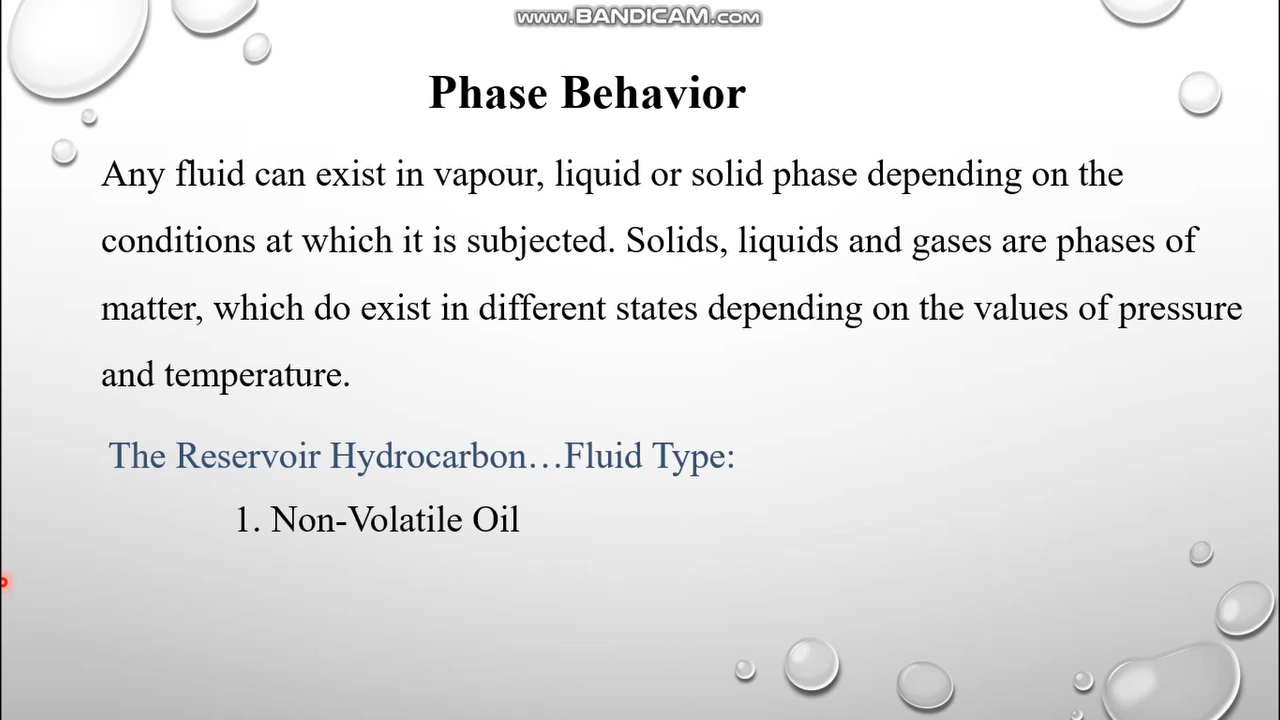 www.BANDICAM.com
Phase Behavior
Any fluid can exist in vapour, liquid or solid phase depending on the
conditions at which it is subjected. Solids, liquids and gases are phases of
matter, which do exist in different states depending on the values of pressure
and temperature.
The Reservoir Hydrocarbon…Fluid Type:
1. Non-Volatile Oil